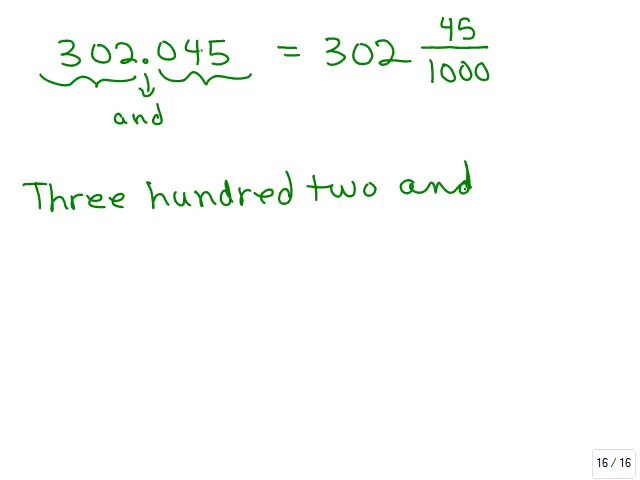 302.045 = 302 45/1000
and
Three hundred two and
16 / 16